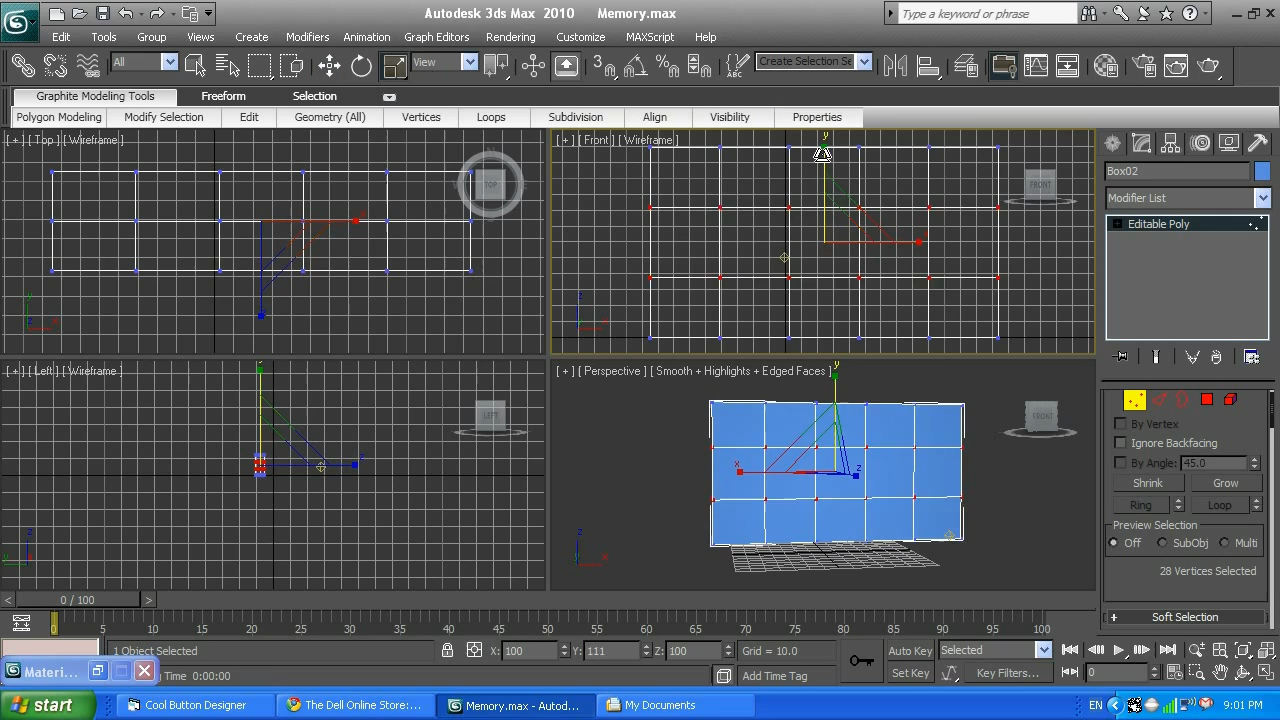 Autodesk 3ds Max 2010 Memory.max
Type a keyword or phrase
Edit Tools Group Views Create Modifiers Animation Graph Editors Rendering Customize MAXScript Help
All View 3 Create Selection Se
Graphite Modeling Tools Freeform Selection
Polygon Modeling Modify Selection Edit Geometry (All) Vertices Loops Subdivision Align Visibility Properties
[ + ] [ Top ] [ Wireframe ]
TOP
[ + ] [ Front ] [ Wireframe ]
y
FRONT
Box02
Modifier List
Editable Poly
[ + ] [ Left ] [ Wireframe ]
LEFT
z
[ + ] [ Perspective ] [ Smooth + Highlights + Edged Faces ]
y
FRONT
x
z
By Vertex
Ignore Backfacing
By Angle: 45.0
Shrink Grow
Ring Loop
Preview Selection
Off SubObj Multi
28 Vertices Selected
Soft Selection
< 0 / 100 >
0 5 10 15 20 25 30 35 40 45 50 55 60 65 70 75 80 85 90 95 100
1 Object Selected X: 100 Y: 111 Z: 100 Grid = 10.0 Auto Key Selected
Materi... Time 0:00:00 Add Time Tag Set Key Key Filters... 0
start Cool Button Designer The Dell Online Store:... Memory.max - Autod... My Documents EN 9:01 PM